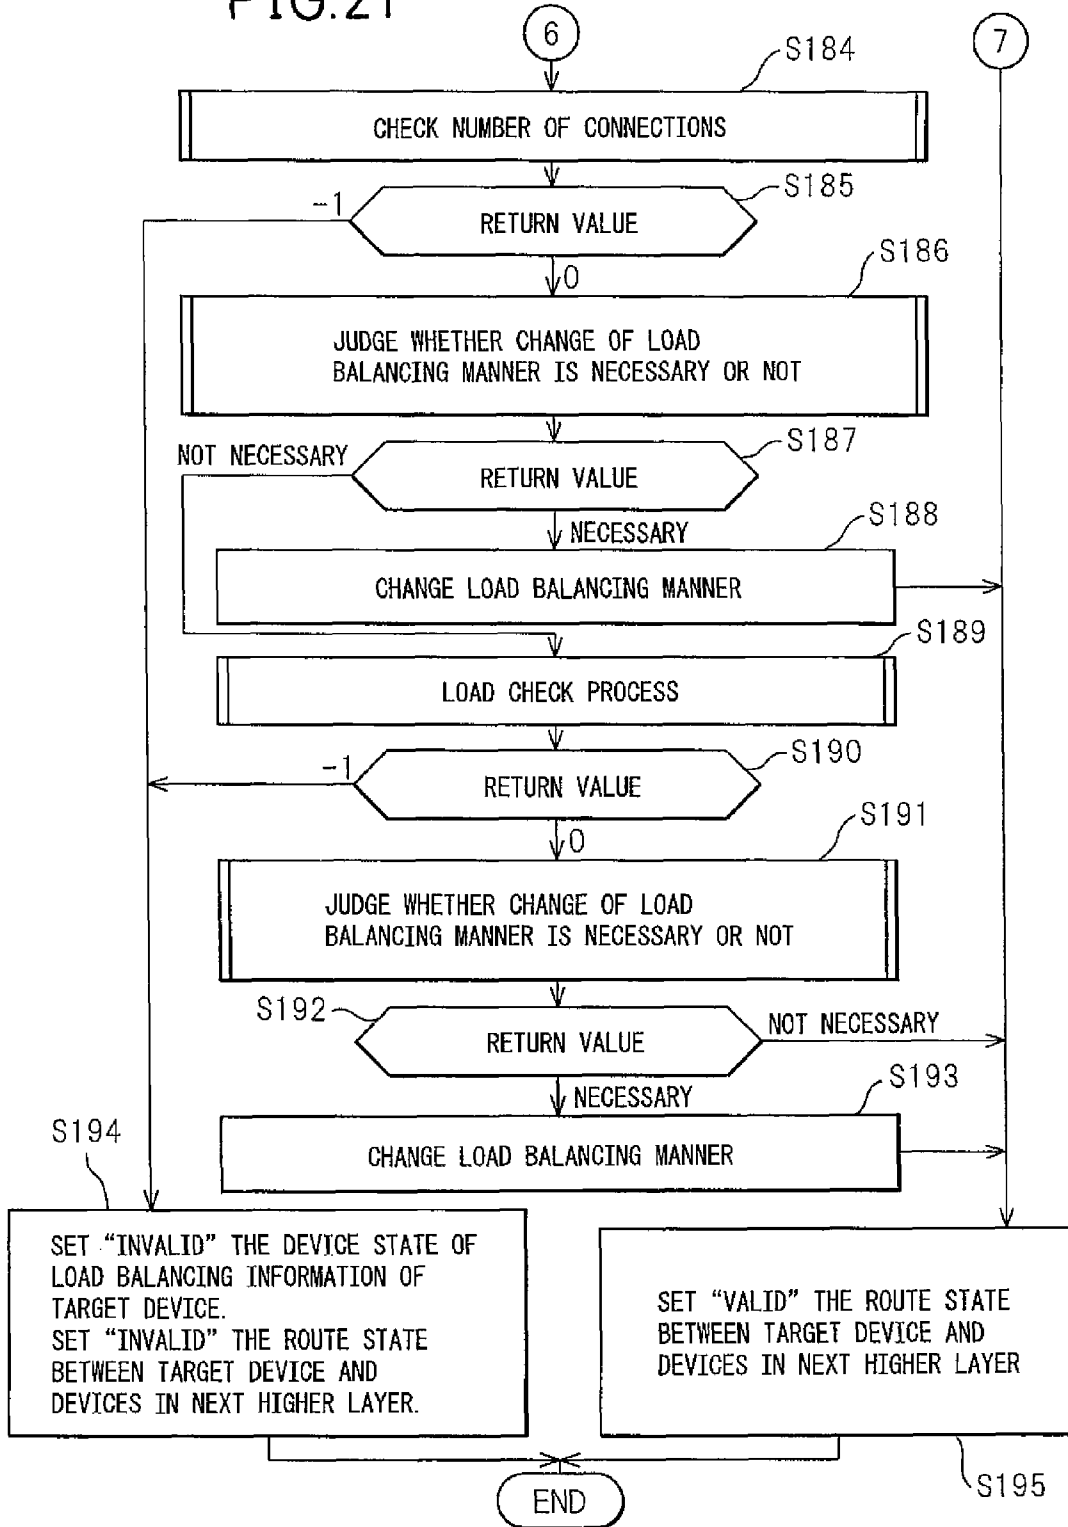 FIG.21
6
7
S184
CHECK NUMBER OF CONNECTIONS
S185
-1
RETURN VALUE
0
S186
JUDGE WHETHER CHANGE OF LOAD
BALANCING MANNER IS NECESSARY OR NOT
S187
NOT NECESSARY
RETURN VALUE
NECESSARY
S188
CHANGE LOAD BALANCING MANNER
S189
LOAD CHECK PROCESS
S190
-1
RETURN VALUE
0
S191
JUDGE WHETHER CHANGE OF LOAD
BALANCING MANNER IS NECESSARY OR NOT
S192
RETURN VALUE
NOT NECESSARY
NECESSARY
S193
CHANGE LOAD BALANCING MANNER
S194
SET “INVALID” THE DEVICE STATE OF
LOAD BALANCING INFORMATION OF
TARGET DEVICE.
SET “INVALID” THE ROUTE STATE
BETWEEN TARGET DEVICE AND
DEVICES IN NEXT HIGHER LAYER.
SET “VALID” THE ROUTE STATE
BETWEEN TARGET DEVICE AND
DEVICES IN NEXT HIGHER LAYER
S195
END